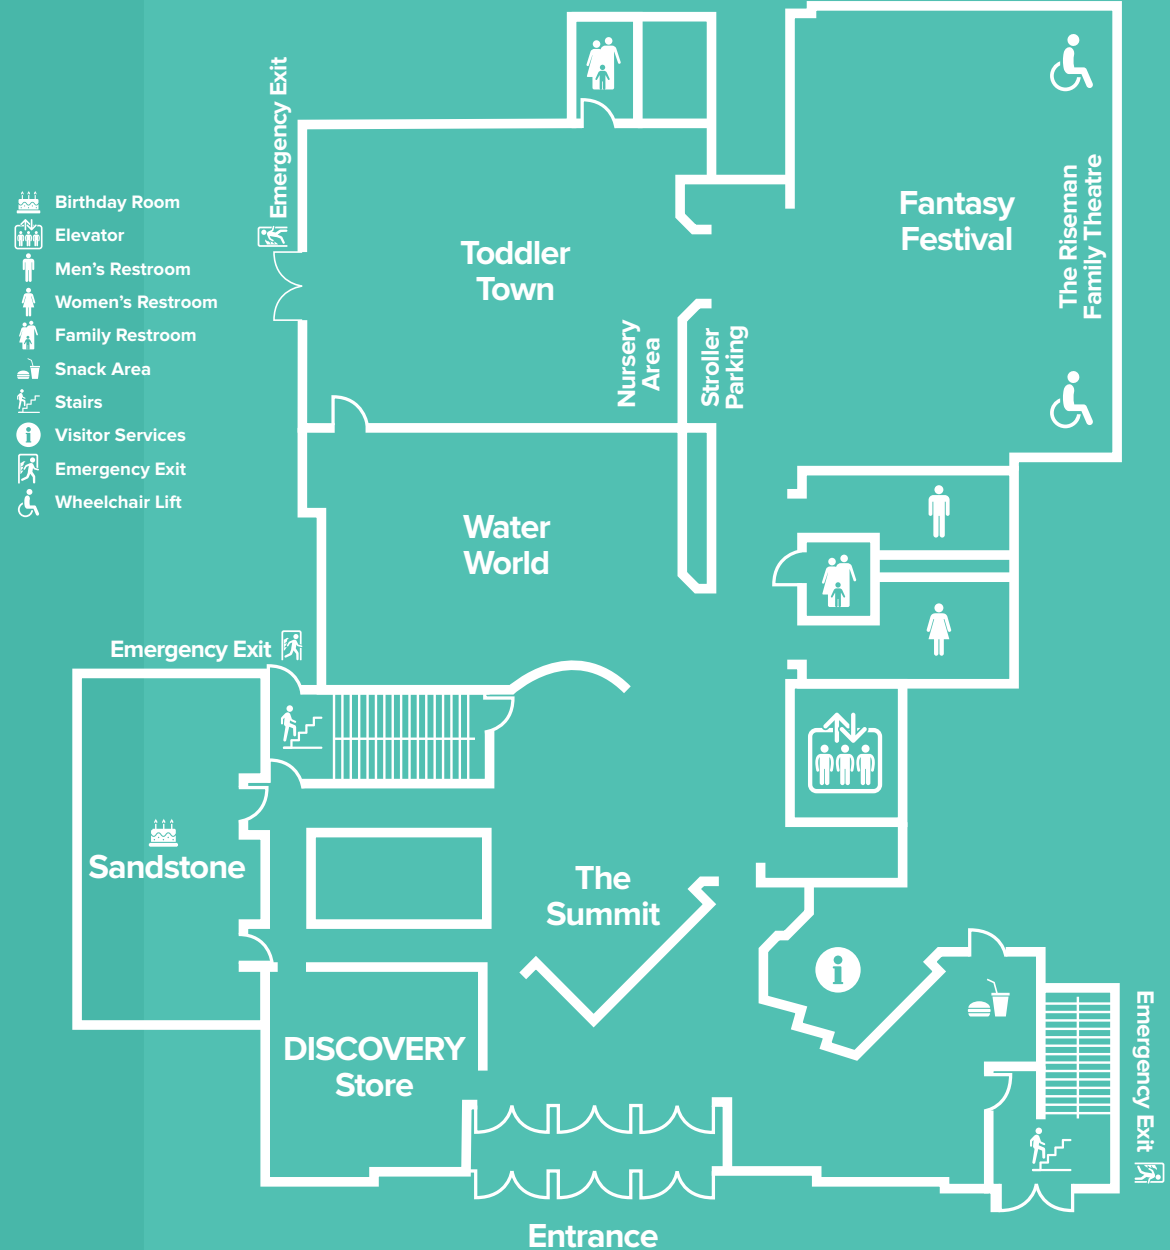 Emergency Exit
Birthday Room
Elevator
Men's Restroom
Women's Restroom
Family Restroom
Snack Area
Stairs
Visitor Services
Emergency Exit
Wheelchair Lift
Toddler
Town
Fantasy
Festival
The Riseman
Family Theatre
Nursery
Area
Stroller
Parking
Water
World
Emergency Exit
Sandstone
The
Summit
i
DISCOVERY
Store
Emergency Exit
Entrance